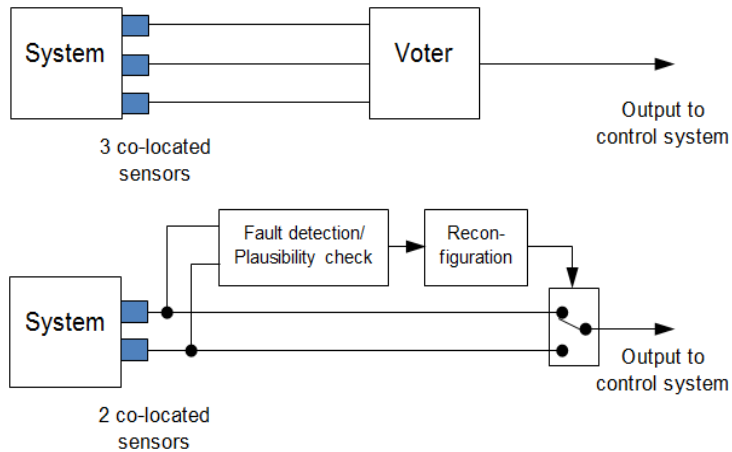 System
Voter
3 co-located
sensors
Output to
control system
Fault detection/
Plausibility check
Recon-
figuration
System
2 co-located
sensors
Output to
control system